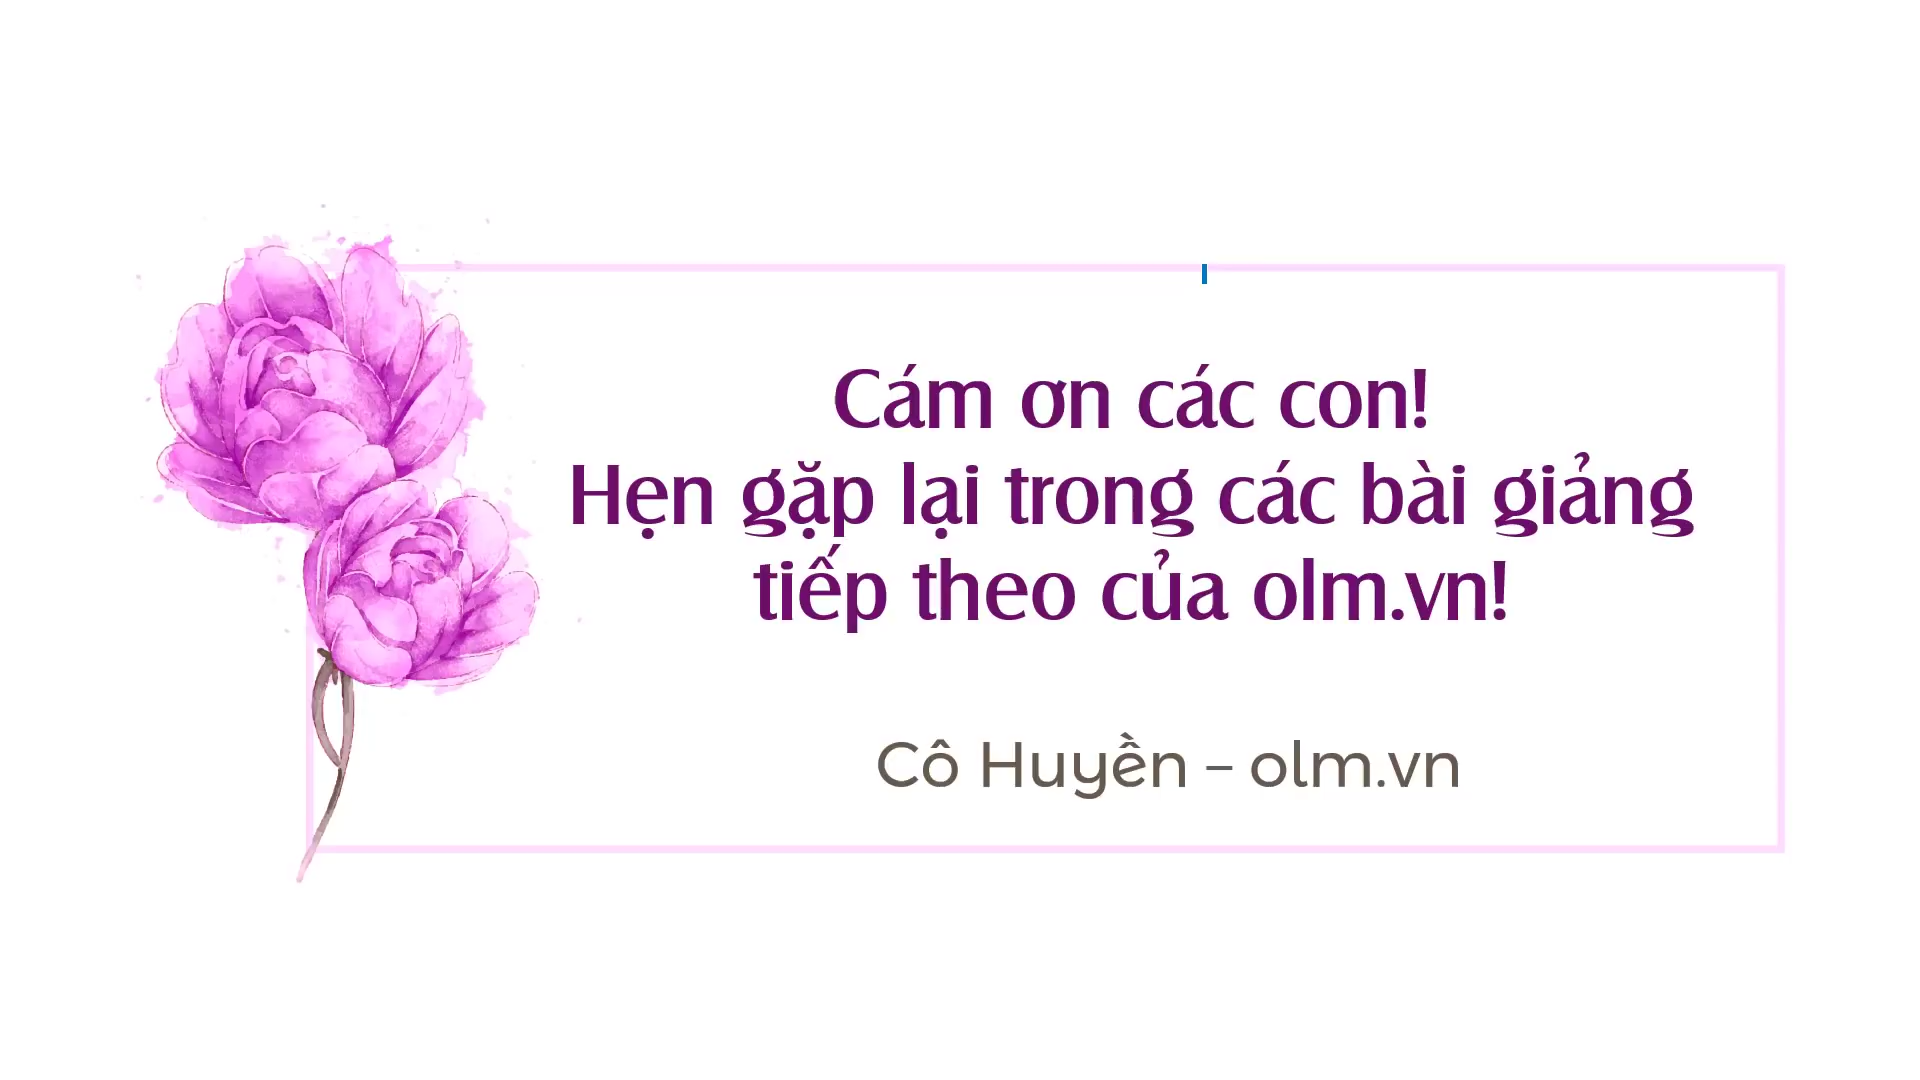 Cám ơn các con!
Hẹn gặp lại trong các bài giảng
tiếp theo của olm.vn!
Cô Huyền – olm.vn